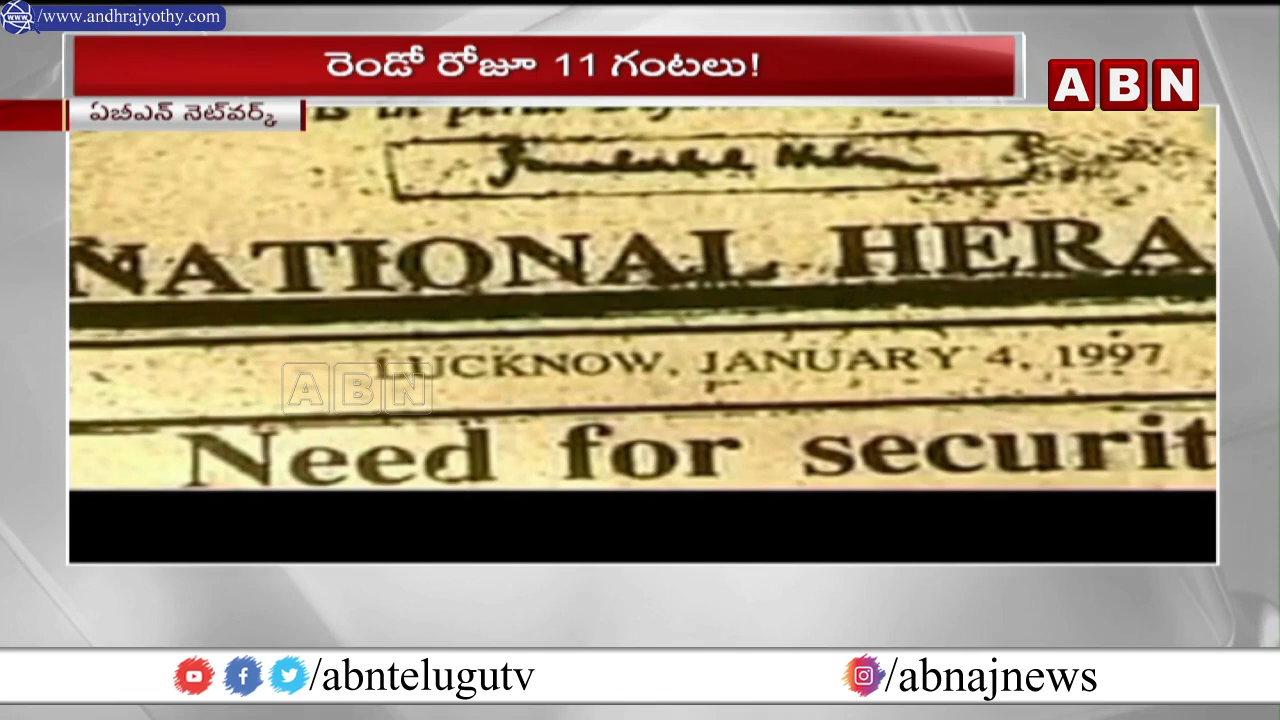 /www.andhrajyothy.com
రెండో రోజూ 11 గంటలు!
ABN
ఏబీఎన్ నెట్‌వర్క్
NATIONAL HERA
LUCKNOW, JANUARY 4, 1997
ABN
Need for securit
/abntelugutv
/abnajnews